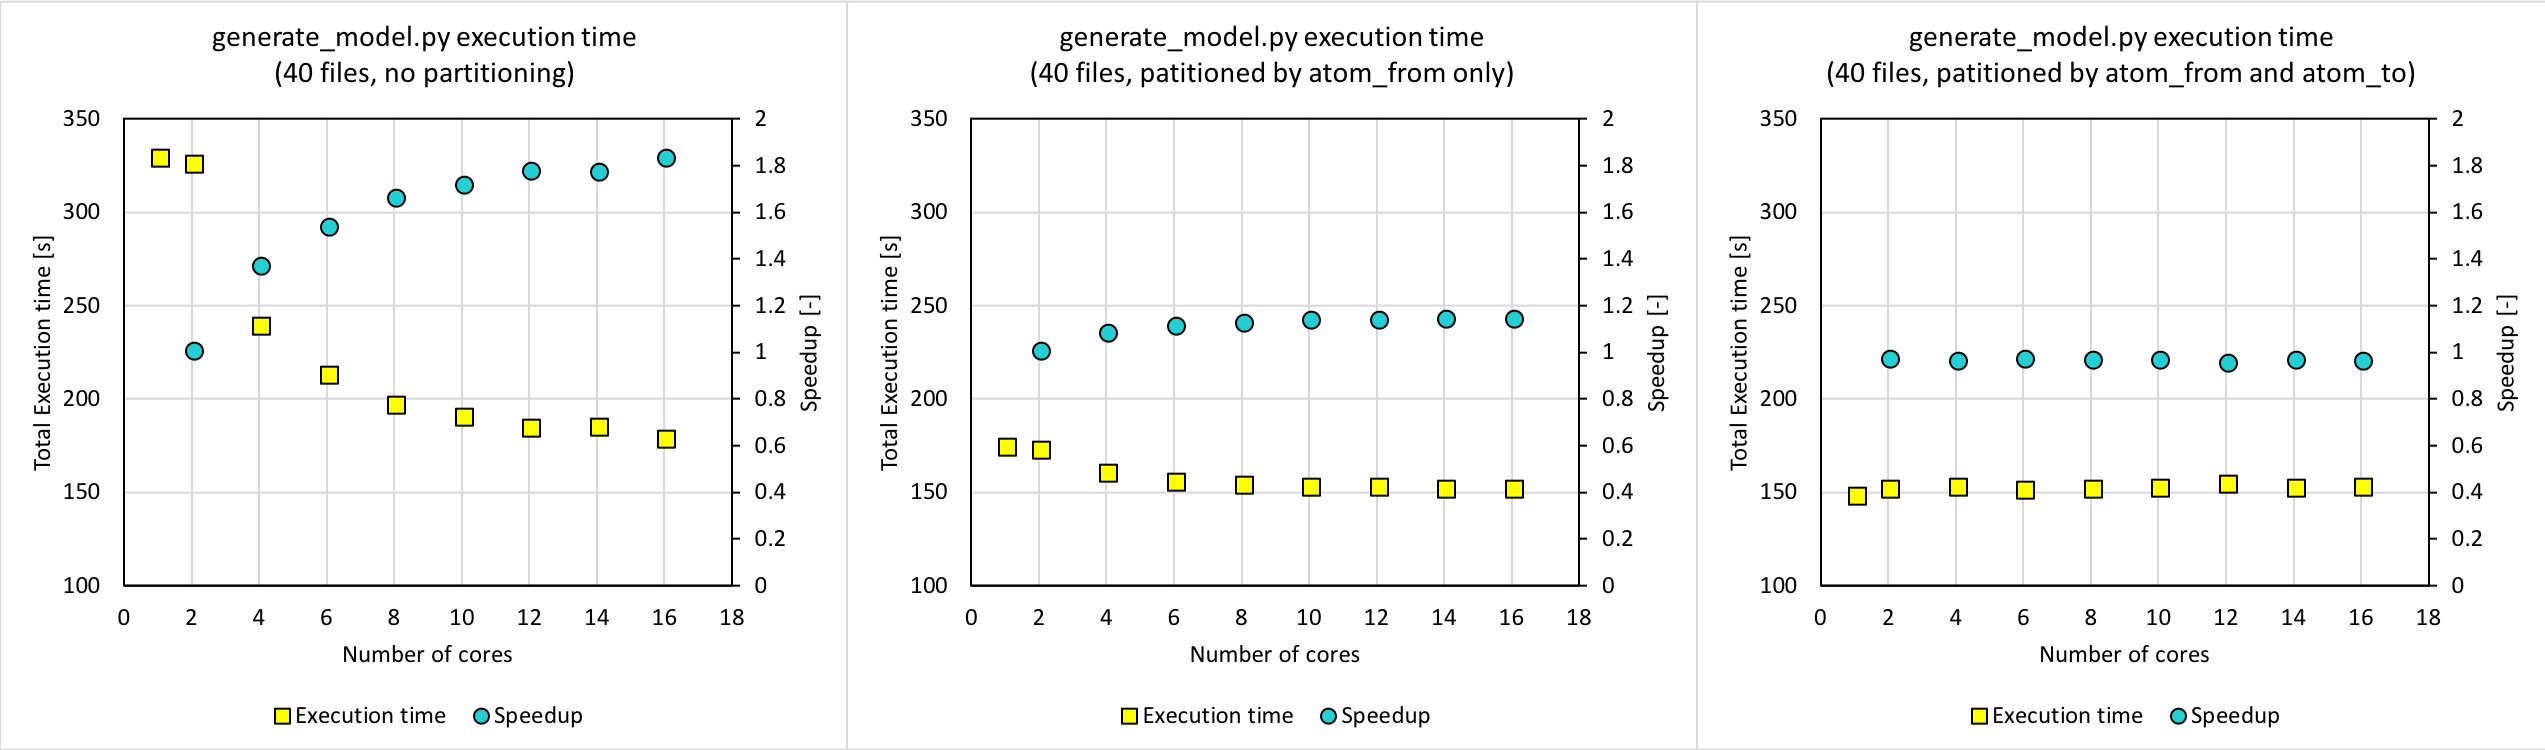 generate_model.py execution time
(40 files, no partitioning)
350
300
250
200
150
100
Total Execution time [s]
2
1.8
1.6
1.4
1.2
1
0.8
0.6
0.4
0.2
0
Speedup [-]
0 2 4 6 8 10 12 14 16 18
Number of cores
Execution time Speedup
generate_model.py execution time
(40 files, patitioned by atom_from only)
350
300
250
200
150
100
Total Execution time [s]
2
1.8
1.6
1.4
1.2
1
0.8
0.6
0.4
0.2
0
Speedup [-]
0 2 4 6 8 10 12 14 16 18
Number of cores
Execution time Speedup
generate_model.py execution time
(40 files, patitioned by atom_from and atom_to)
350
300
250
200
150
100
Total Execution time [s]
2
1.8
1.6
1.4
1.2
1
0.8
0.6
0.4
0.2
0
Speedup [-]
0 2 4 6 8 10 12 14 16 18
Number of cores
Execution time Speedup